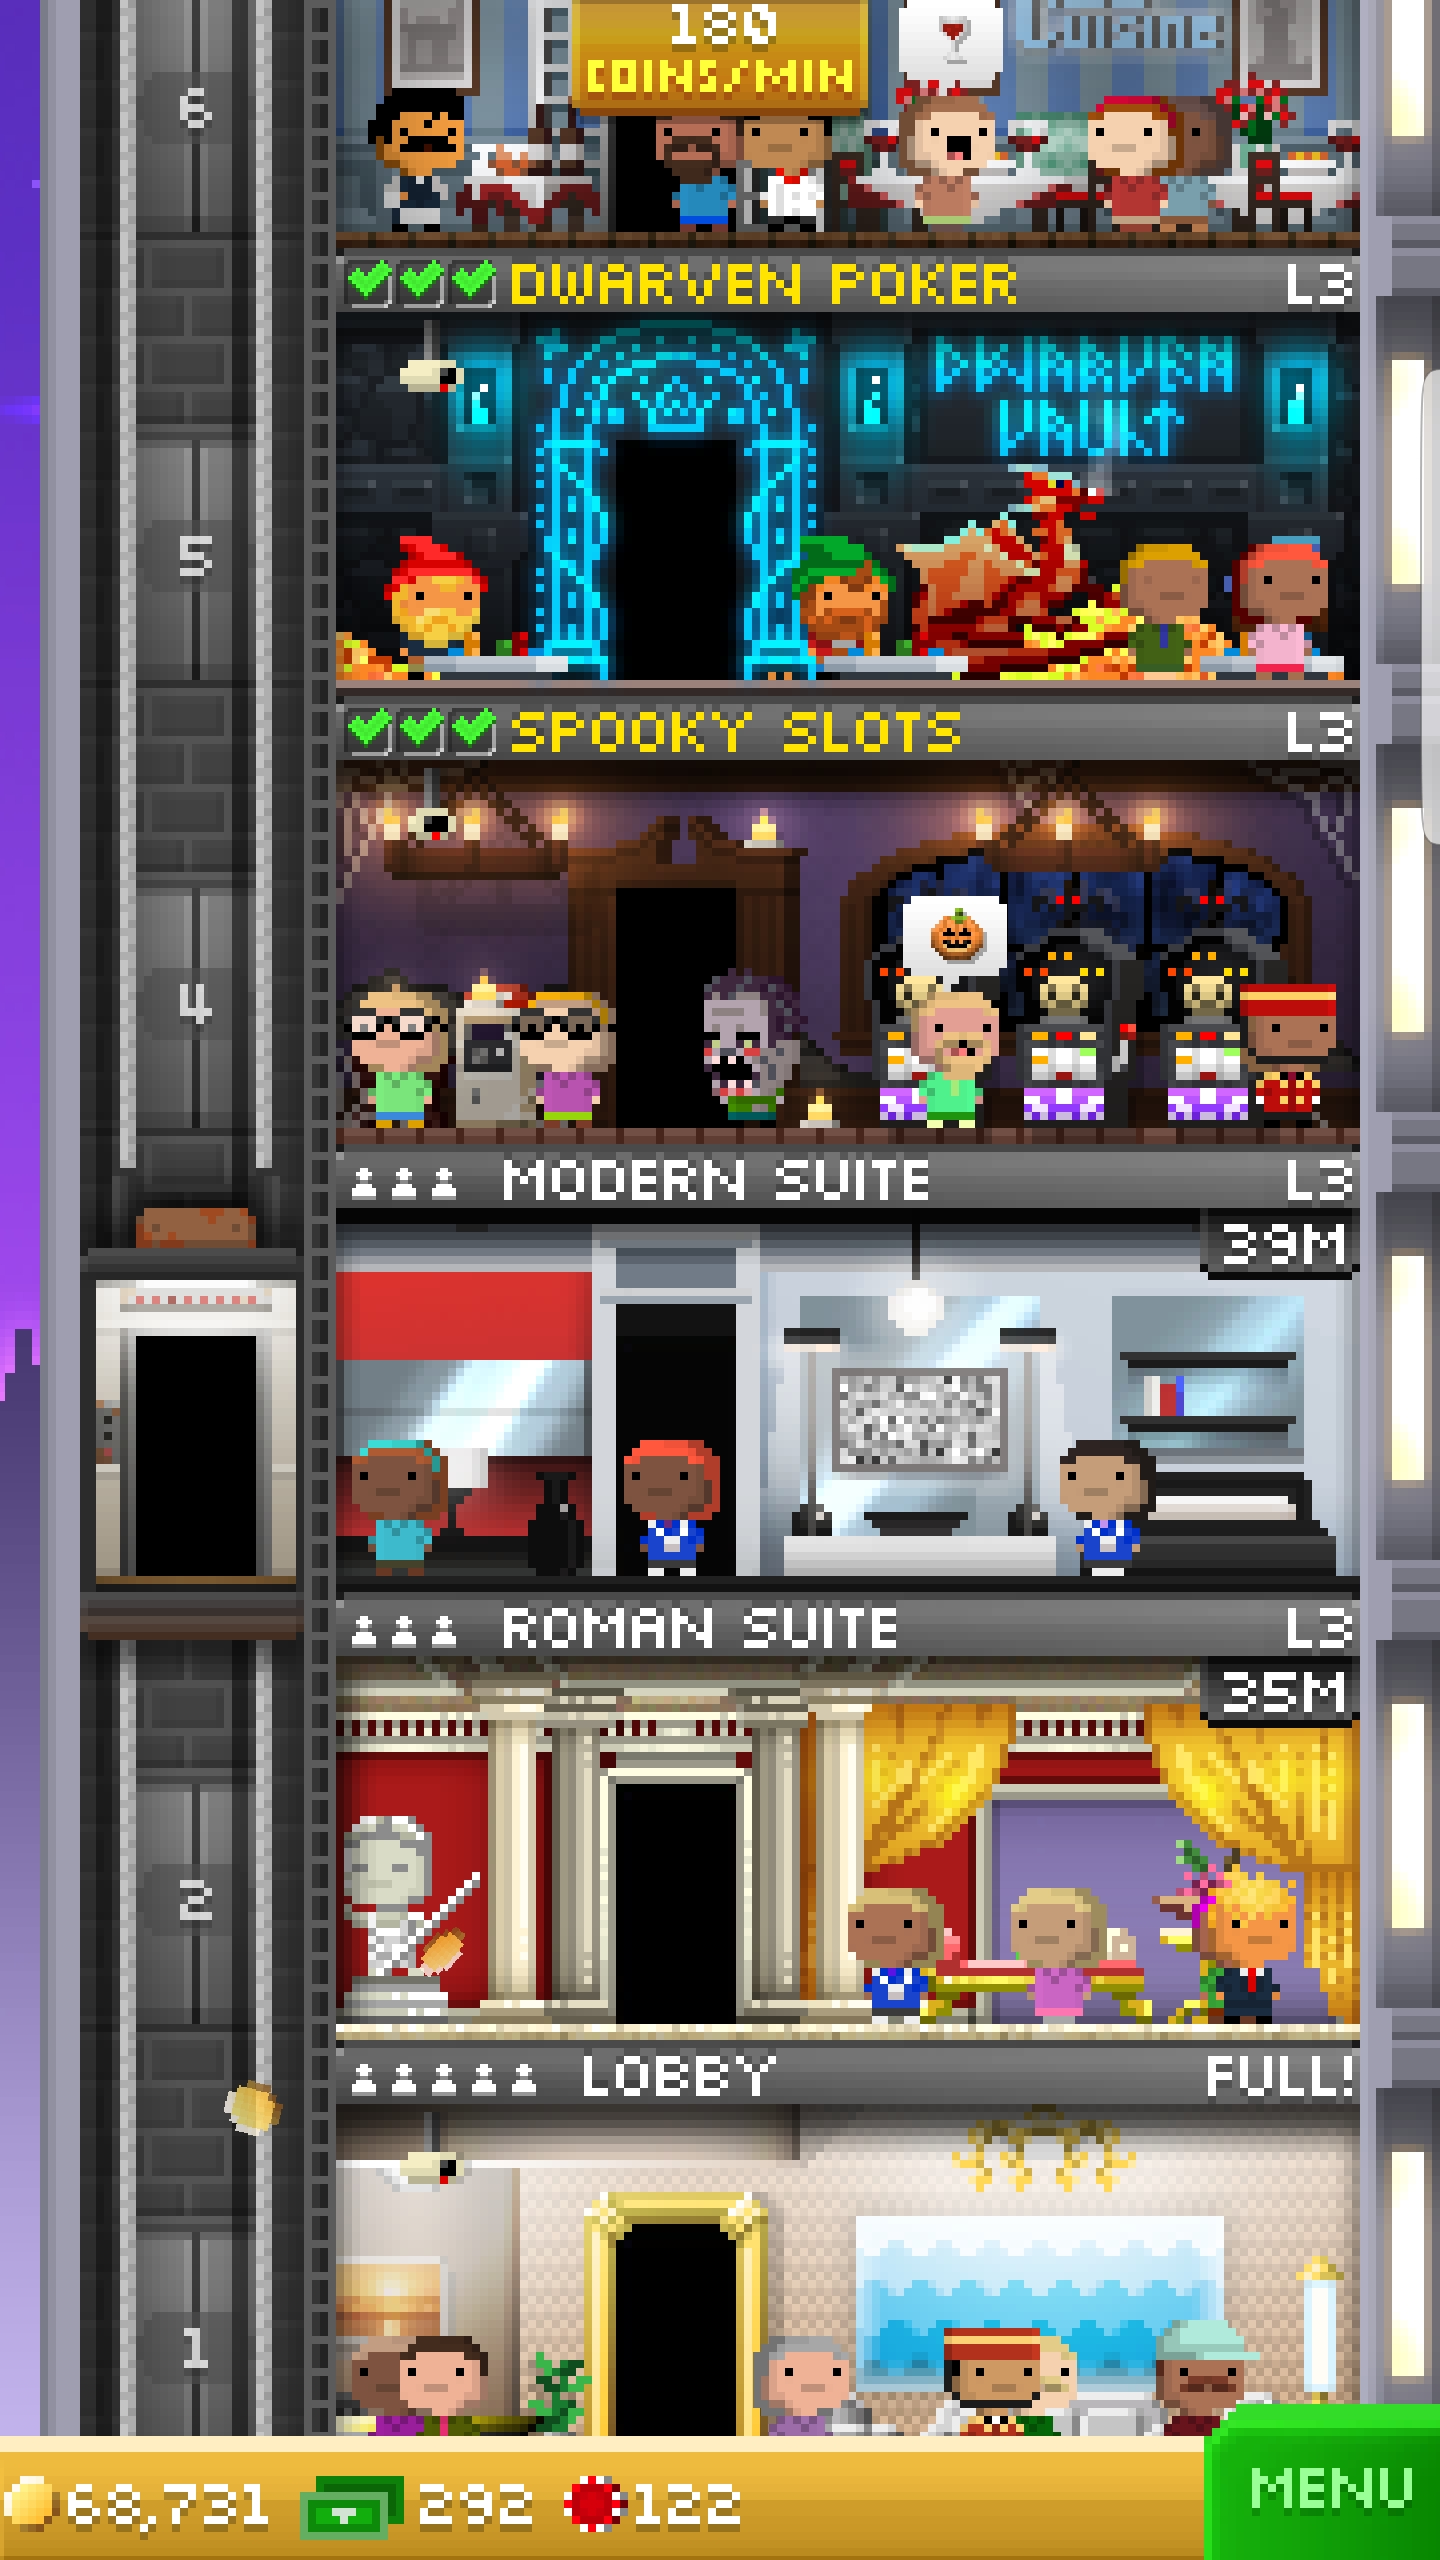 180
COINS/MIN
Cuisine
6
DWARVEN POKER L3
DWARVEN
VAULT
5
SPOOKY SLOTS L3
4
MODERN SUITE L3
39M
ROMAN SUITE L3
35M
2
LOBBY FULL!
1
68,731 292 122
MENU